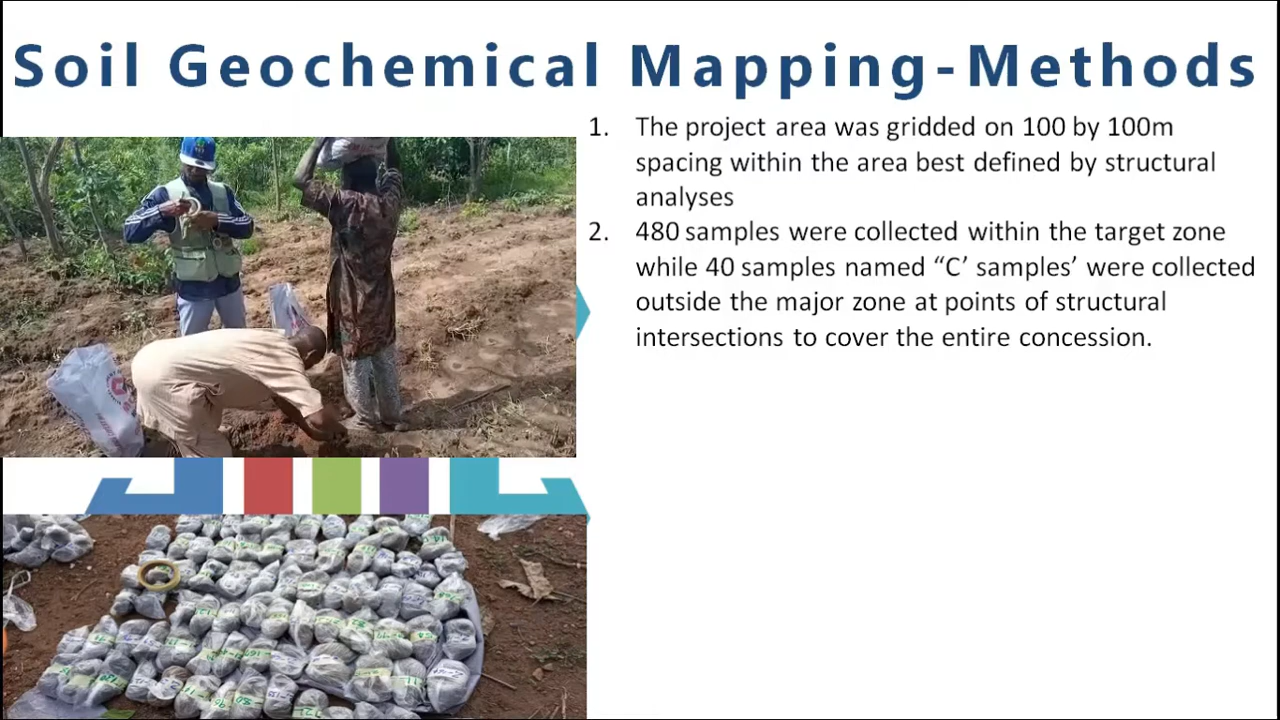 Soil Geochemical Mapping-Methods
1. The project area was gridded on 100 by 100m
spacing within the area best defined by structural
analyses
2. 480 samples were collected within the target zone
while 40 samples named “C’ samples’ were collected
outside the major zone at points of structural
intersections to cover the entire concession.